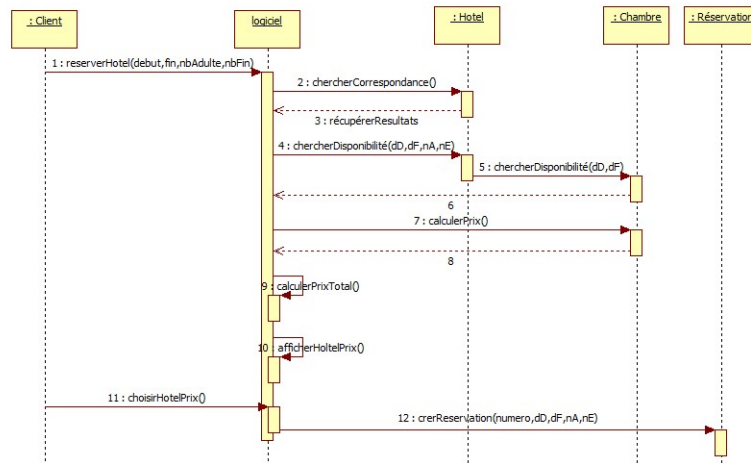 : Client
logiciel
: Hotel
: Chambre
: Réservation
1 : reserverHotel(debut,fin,nbAdulte,nbFin)
2 : chercherCorrespondance()
3 : récupérerResultats
4 : chercherDisponibilité(dD,dF,nA,nE)
5 : chercherDisponibilité(dD,dF)
6
7 : calculerPrix()
8
9 : calculerPrixTotal()
10 : afficherHoltelPrix()
11 : choisirHotelPrix()
12 : crerReservation(numero,dD,dF,nA,nE)